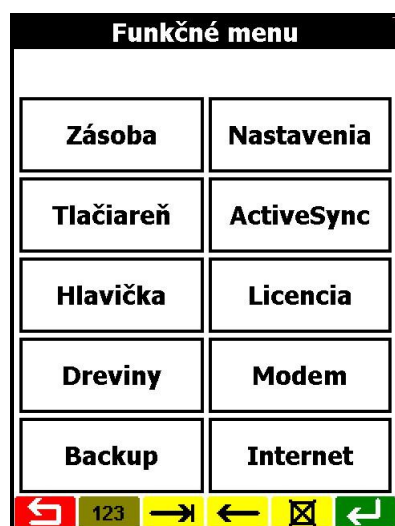 Funkčné menu
Zásoba Nastavenia
Tlačiareň ActiveSync
Hlavička Licencia
Dreviny Modem
Backup Internet
123